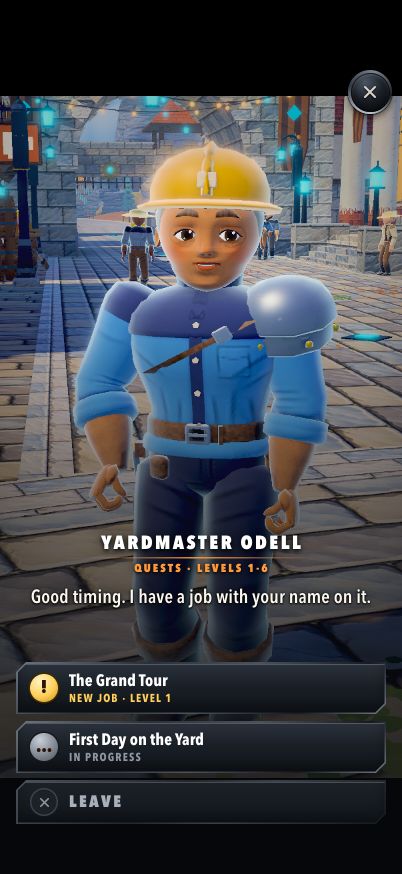 YARDMASTER ODELL
QUESTS · LEVELS 1-6
Good timing. I have a job with your name on it.
The Grand Tour
NEW JOB · LEVEL 1
First Day on the Yard
IN PROGRESS
LEAVE